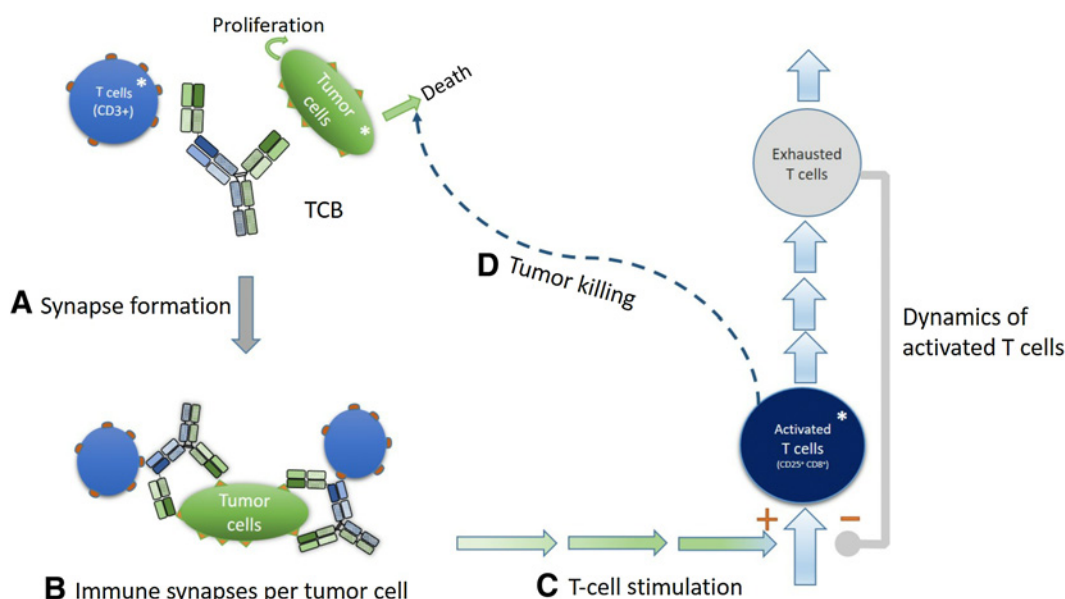 Proliferation
T cells
(CD3+)
*
Tumor
cells
*
Death
TCB
A Synapse formation
Tumor
cells
B Immune synapses per tumor cell
C T-cell stimulation
D Tumor killing
Exhausted
T cells
Dynamics of
activated T cells
Activated
T cells
(CD25⁺ CD8⁺)
*
+
−